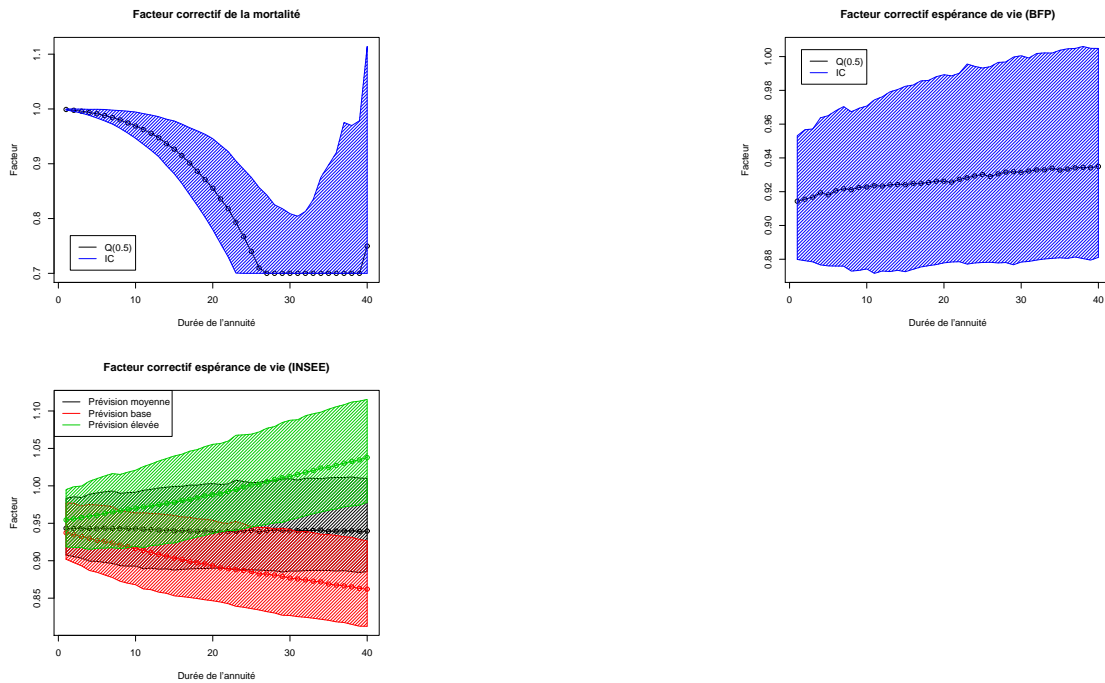 Facteur correctif de la mortalité
Facteur
1.1
1.0
0.9
0.8
0.7
Q(0.5)
IC
0
10
20
30
40
Durée de l'annuité
Facteur correctif espérance de vie (BFP)
Facteur
1.00
0.98
0.96
0.94
0.92
0.90
0.88
Q(0.5)
IC
0
10
20
30
40
Durée de l'annuité
Facteur correctif espérance de vie (INSEE)
Facteur
1.10
1.05
1.00
0.95
0.90
0.85
Prévision moyenne
Prévision base
Prévision élevée
0
10
20
30
40
Durée de l'annuité